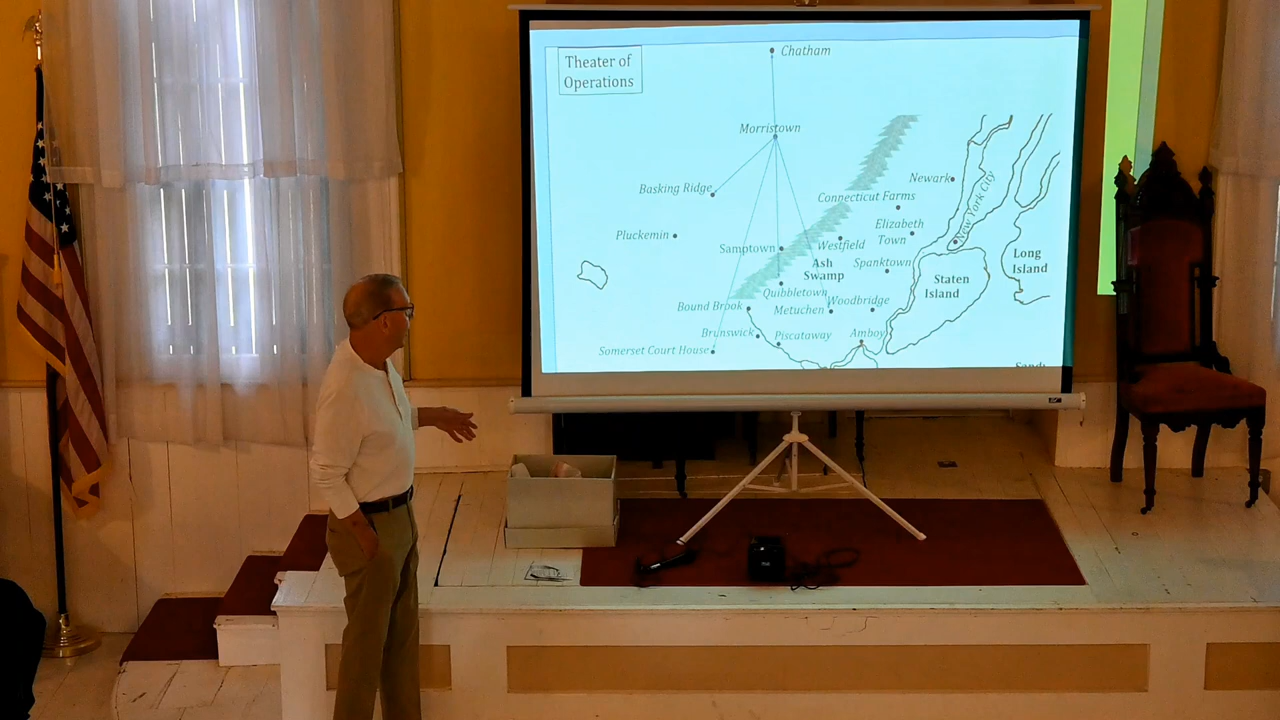 Theater of
Operations
Chatham
Morristown
Basking Ridge
Newark
Connecticut Farms
Pluckemin
Elizabeth
Town
New York City
Samptown
Westfield
Ash
Swamp
Spanktown
Long
Island
Staten
Island
Quibbletown
Bound Brook
Metuchen
Woodbridge
Brunswick
Piscataway
Amboy
Somerset Court House